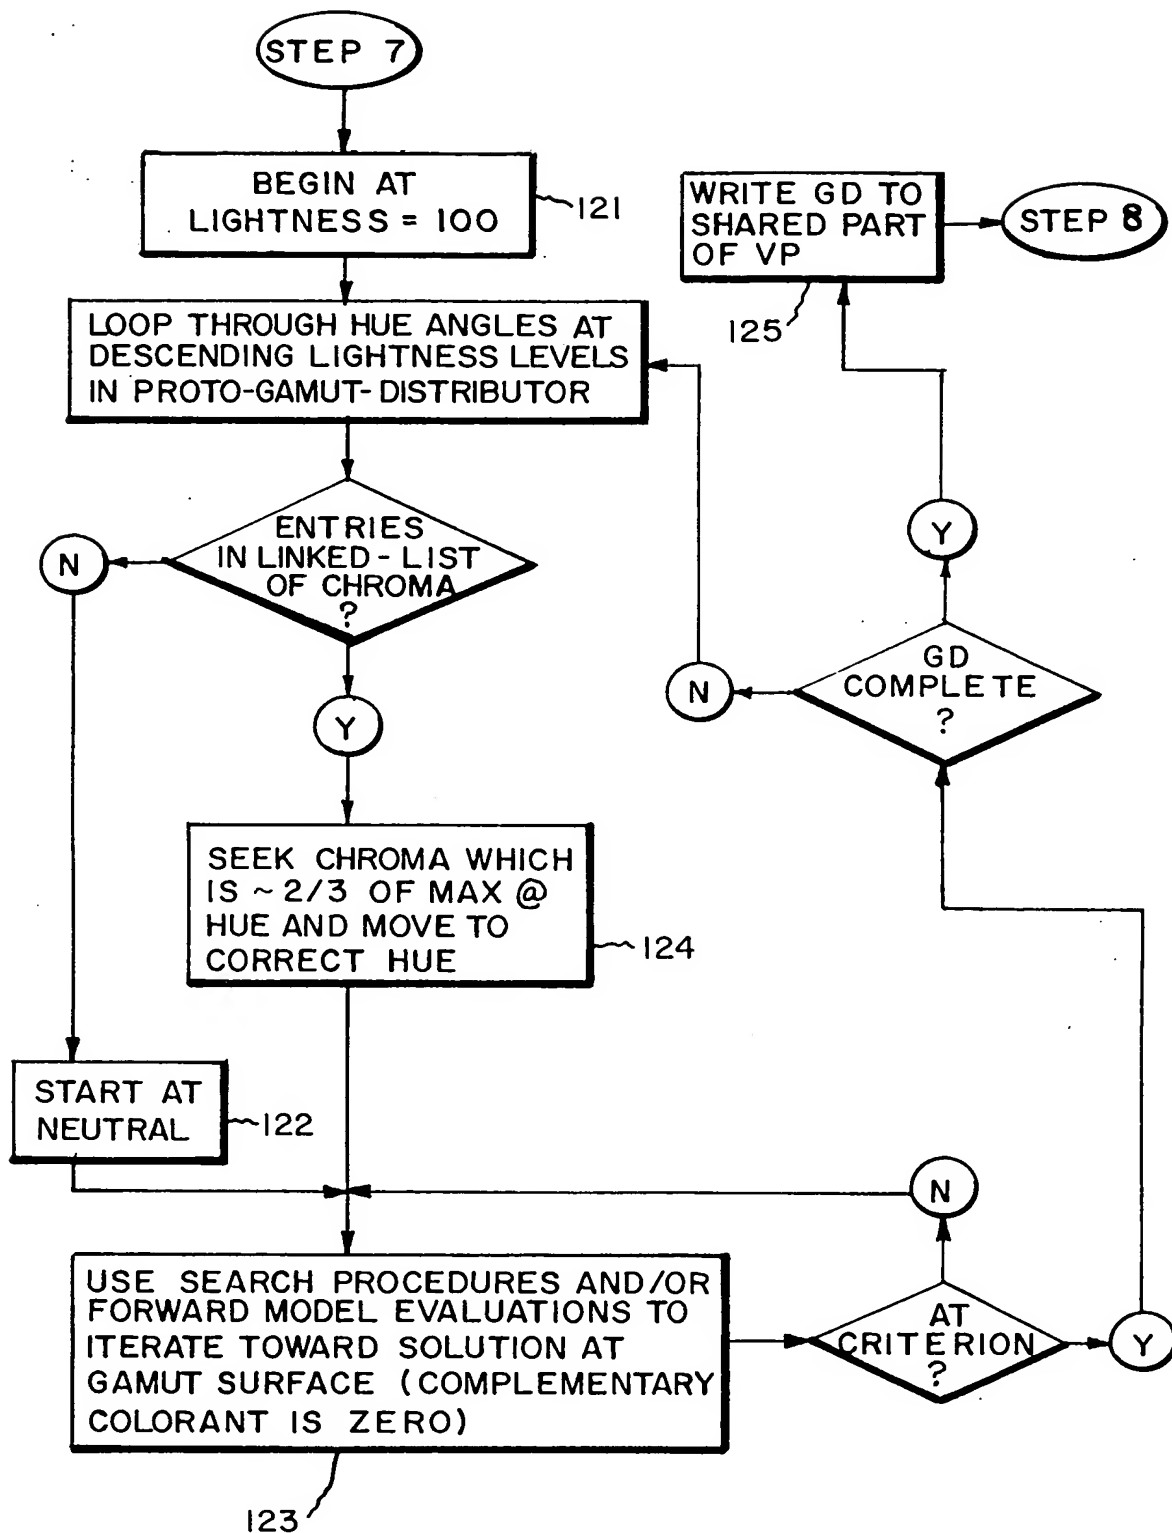 STEP 7
BEGIN AT
LIGHTNESS = 100
121
LOOP THROUGH HUE ANGLES AT
DESCENDING LIGHTNESS LEVELS
IN PROTO-GAMUT-DISTRIBUTOR
ENTRIES
IN LINKED-LIST
OF CHROMA
?
N
Y
SEEK CHROMA WHICH
IS ~ 2/3 OF MAX @
HUE AND MOVE TO
CORRECT HUE
124
START AT
NEUTRAL
122
USE SEARCH PROCEDURES AND/OR
FORWARD MODEL EVALUATIONS TO
ITERATE TOWARD SOLUTION AT
GAMUT SURFACE (COMPLEMENTARY
COLORANT IS ZERO)
123
AT
CRITERION
?
N
Y
GD
COMPLETE
?
N
Y
WRITE GD TO
SHARED PART
OF VP
125
STEP 8